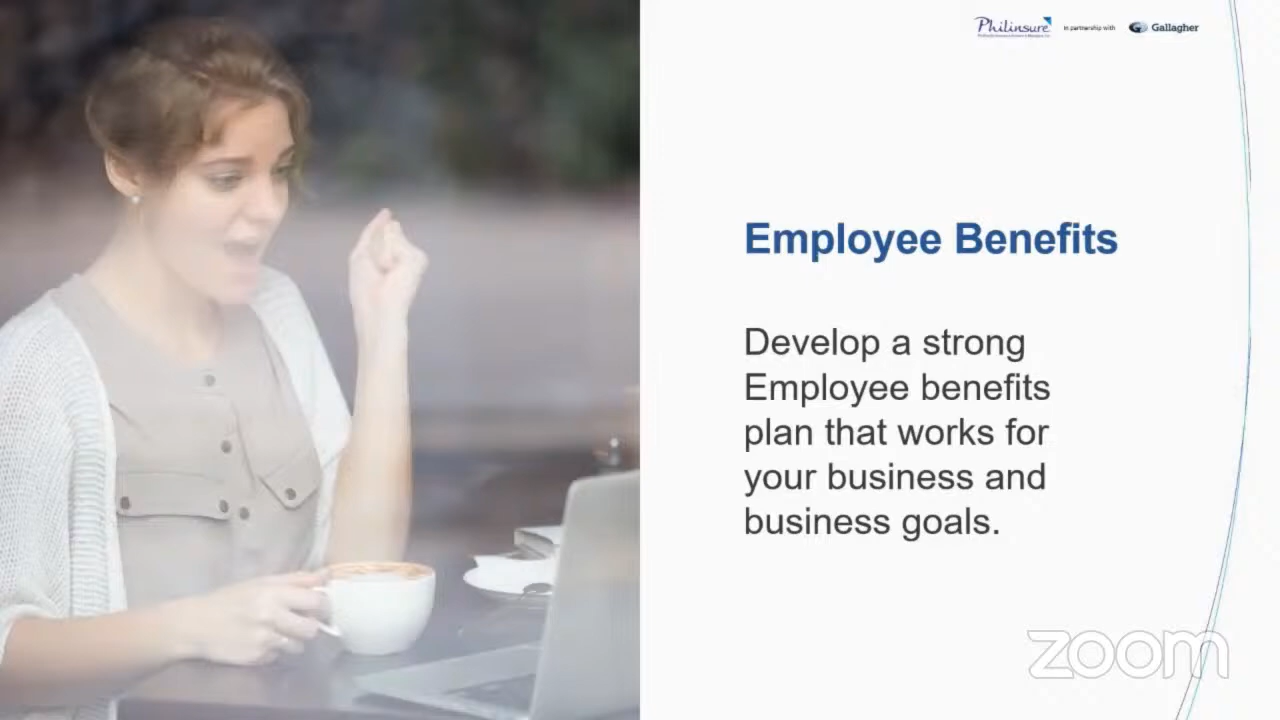 Philinsure
in partnership with
Gallagher
Employee Benefits
Develop a strong
Employee benefits
plan that works for
your business and
business goals.
zoom